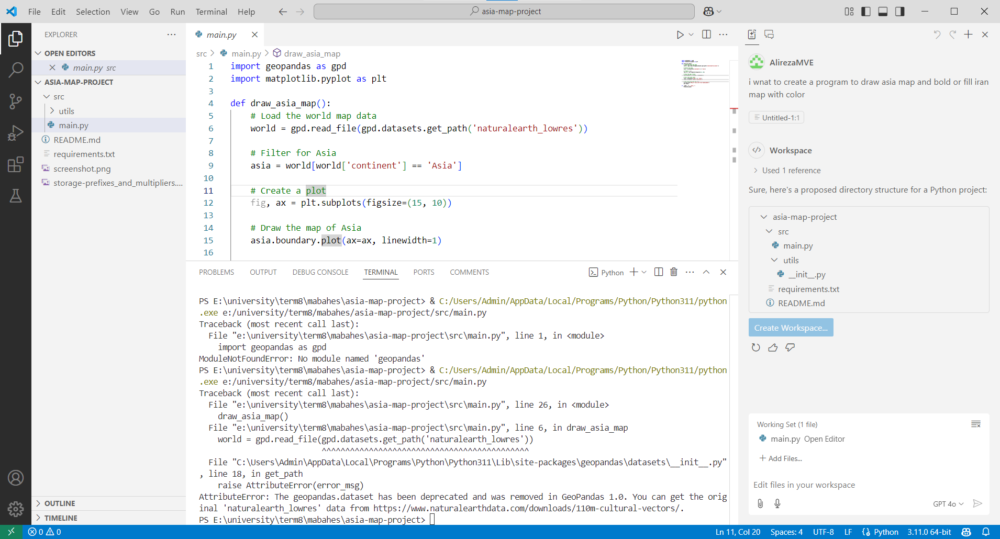 File Edit Selection View Go Run Terminal Help
asia-map-project
EXPLORER
OPEN EDITORS
main.py src
ASIA-MAP-PROJECT
src
utils
main.py
README.md
requirements.txt
screenshot.png
storage-prefixes_and_multipliers....
OUTLINE
TIMELINE
main.py
src > main.py > draw_asia_map
1 import geopandas as gpd
2 import matplotlib.pyplot as plt
3
4 def draw_asia_map():
5 # Load the world map data
6 world = gpd.read_file(gpd.datasets.get_path('naturalearth_lowres'))
7
8 # Filter for Asia
9 asia = world[world['continent'] == 'Asia']
10
11 # Create a plot
12 fig, ax = plt.subplots(figsize=(15, 10))
13
14 # Draw the map of Asia
15 asia.boundary.plot(ax=ax, linewidth=1)
16
PROBLEMS OUTPUT DEBUG CONSOLE TERMINAL PORTS COMMENTS
Python
PS E:\university\term8\mabahes\asia-map-project> & C:/Users/Admin/AppData/Local/Programs/Python/Python311/python
.exe e:/university/term8/mabahes/asia-map-project/src/main.py
Traceback (most recent call last):
File "e:\university\term8\mabahes\asia-map-project\src\main.py", line 1, in <module>
import geopandas as gpd
ModuleNotFoundError: No module named 'geopandas'
PS E:\university\term8\mabahes\asia-map-project> & C:/Users/Admin/AppData/Local/Programs/Python/Python311/python
.exe e:/university/term8/mabahes/asia-map-project/src/main.py
Traceback (most recent call last):
File "e:\university\term8\mabahes\asia-map-project\src\main.py", line 26, in <module>
draw_asia_map()
File "e:\university\term8\mabahes\asia-map-project\src\main.py", line 6, in draw_asia_map
world = gpd.read_file(gpd.datasets.get_path('naturalearth_lowres'))
^^^^^^^^^^^^^^^^^^^^^^^^^^^^^^^^^^^^^^^^^^^^
File "C:\Users\Admin\AppData\Local\Programs\Python\Python311\Lib\site-packages\geopandas\datasets\__init__.py"
, line 18, in get_path
raise AttributeError(error_msg)
AttributeError: The geopandas.dataset has been deprecated and was removed in GeoPandas 1.0. You can get the orig
inal 'naturalearth_lowres' data from https://www.naturalearthdata.com/downloads/110m-cultural-vectors/.
PS E:\university\term8\mabahes\asia-map-project>
AlirezaMVE
i wnat to create a program to draw asia map and bold or fill iran
map with color
Untitled-1:1
Workspace
Used 1 reference
Sure, here's a proposed directory structure for a Python project:
asia-map-project
src
main.py
utils
__init__.py
requirements.txt
README.md
Create Workspace...
Working Set (1 file)
main.py Open Editor
Add Files...
Edit files in your workspace
GPT 4o
0 0
Ln 11, Col 20 Spaces: 4 UTF-8 LF Python 3.11.0 64-bit